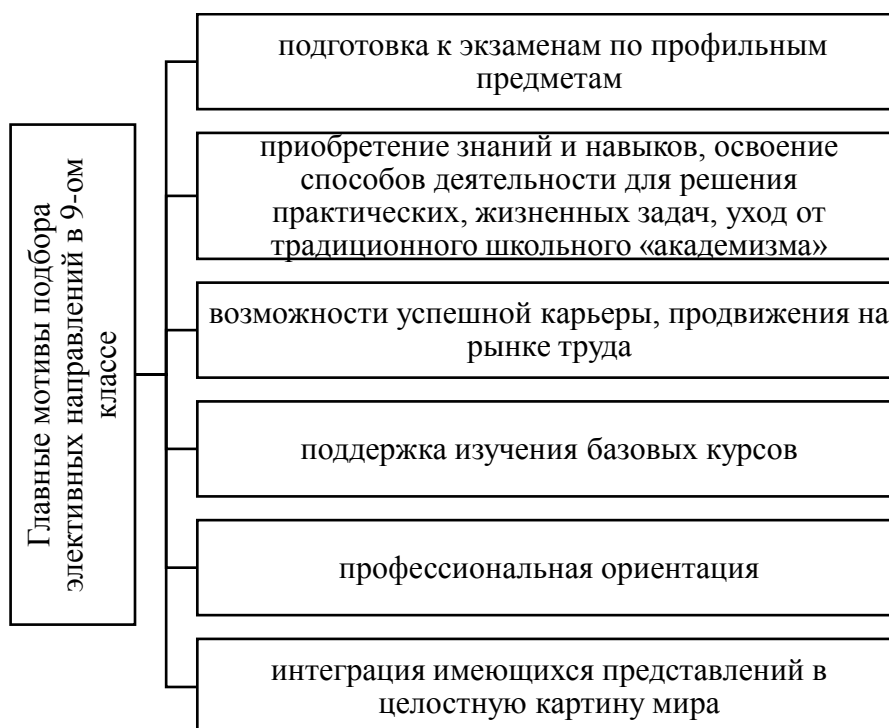 Главные мотивы подбора
элективных направлений в 9-ом
классе
подготовка к экзаменам по профильным
предметам
приобретение знаний и навыков, освоение
способов деятельности для решения
практических, жизненных задач, уход от
традиционного школьного «академизма»
возможности успешной карьеры, продвижения на
рынке труда
поддержка изучения базовых курсов
профессиональная ориентация
интеграция имеющихся представлений в
целостную картину мира